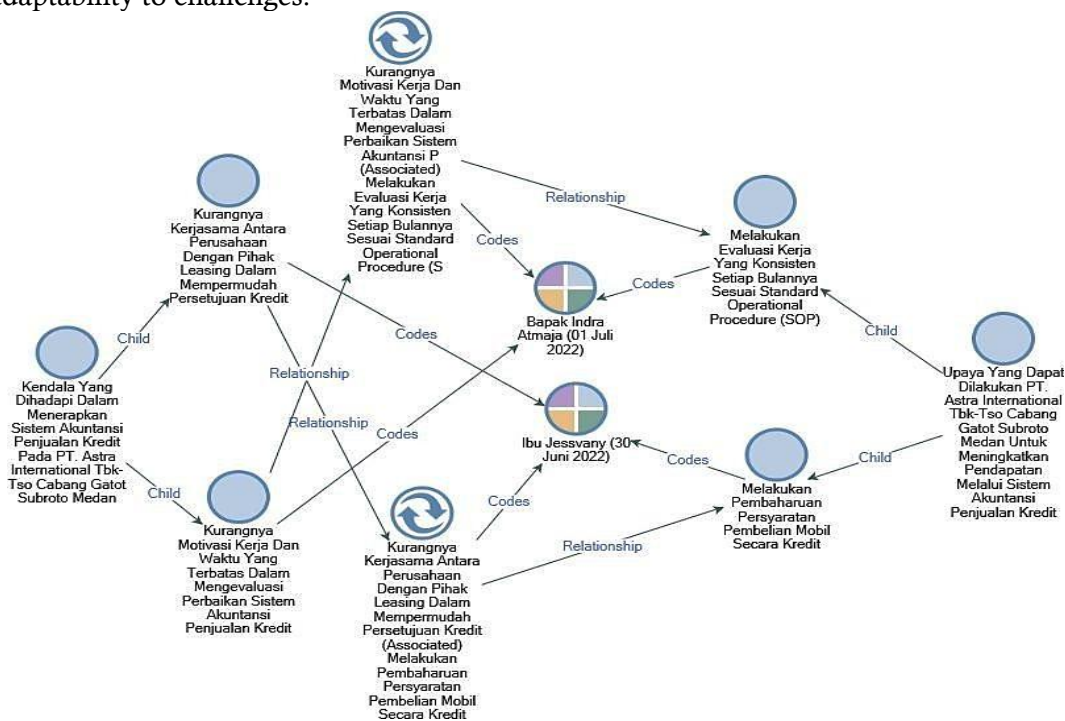 adaptability to challenges.
Kurangnya
Motivasi Kerja Dan
Waktu Yang
Terbatas Dalam
Mengevaluasi
Perbaikan Sistem
Akuntansi P
(Associated)
Melakukan
Evaluasi Kerja
Yang Konsisten
Setiap Bulannya
Sesuai Standard
Operational
Procedure (S
Kurangnya
Kerjasama Antara
Perusahaan
Dengan Pihak
Leasing Dalam
Mempermudah
Persetujuan Kredit
Relationship
Melakukan
Evaluasi Kerja
Yang Konsisten
Setiap Bulannya
Sesuai Standard
Operational
Procedure (SOP)
Codes
Codes
Bapak Indra
Atmaja (01 Juli
2022)
Child
Codes
Child
Kendala Yang
Dihadapi Dalam
Menerapkan
Sistem Akuntansi
Penjualan Kredit
Pada PT. Astra
International Tbk-
Tso Cabang Gatot
Subroto Medan
Relationship
Relationship
Codes
Upaya Yang Dapat
Dilakukan PT.
Astra International
Tbk-Tso Cabang
Gatot Subroto
Medan Untuk
Meningkatkan
Pendapatan
Melalui Sistem
Akuntansi
Penjualan Kredit
Ibu Jessvany (30
Juni 2022)
Codes
Child
Child
Melakukan
Pembaharuan
Persyaratan
Pembelian Mobil
Secara Kredit
Codes
Kurangnya
Motivasi Kerja Dan
Waktu Yang
Terbatas Dalam
Mengevaluasi
Perbaikan Sistem
Akuntansi
Penjualan Kredit
Relationship
Kurangnya
Kerjasama Antara
Perusahaan
Dengan Pihak
Leasing Dalam
Mempermudah
Persetujuan Kredit
(Associated)
Melakukan
Pembaharuan
Persyaratan
Pembelian Mobil
Secara Kredit